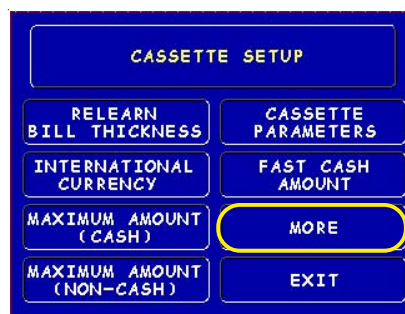 CASSETTE SETUP
RELEARN
BILL THICKNESS
CASSETTE
PARAMETERS
INTERNATIONAL
CURRENCY
FAST CASH
AMOUNT
MAXIMUM AMOUNT
(CASH)
MORE
MAXIMUM AMOUNT
(NON-CASH)
EXIT